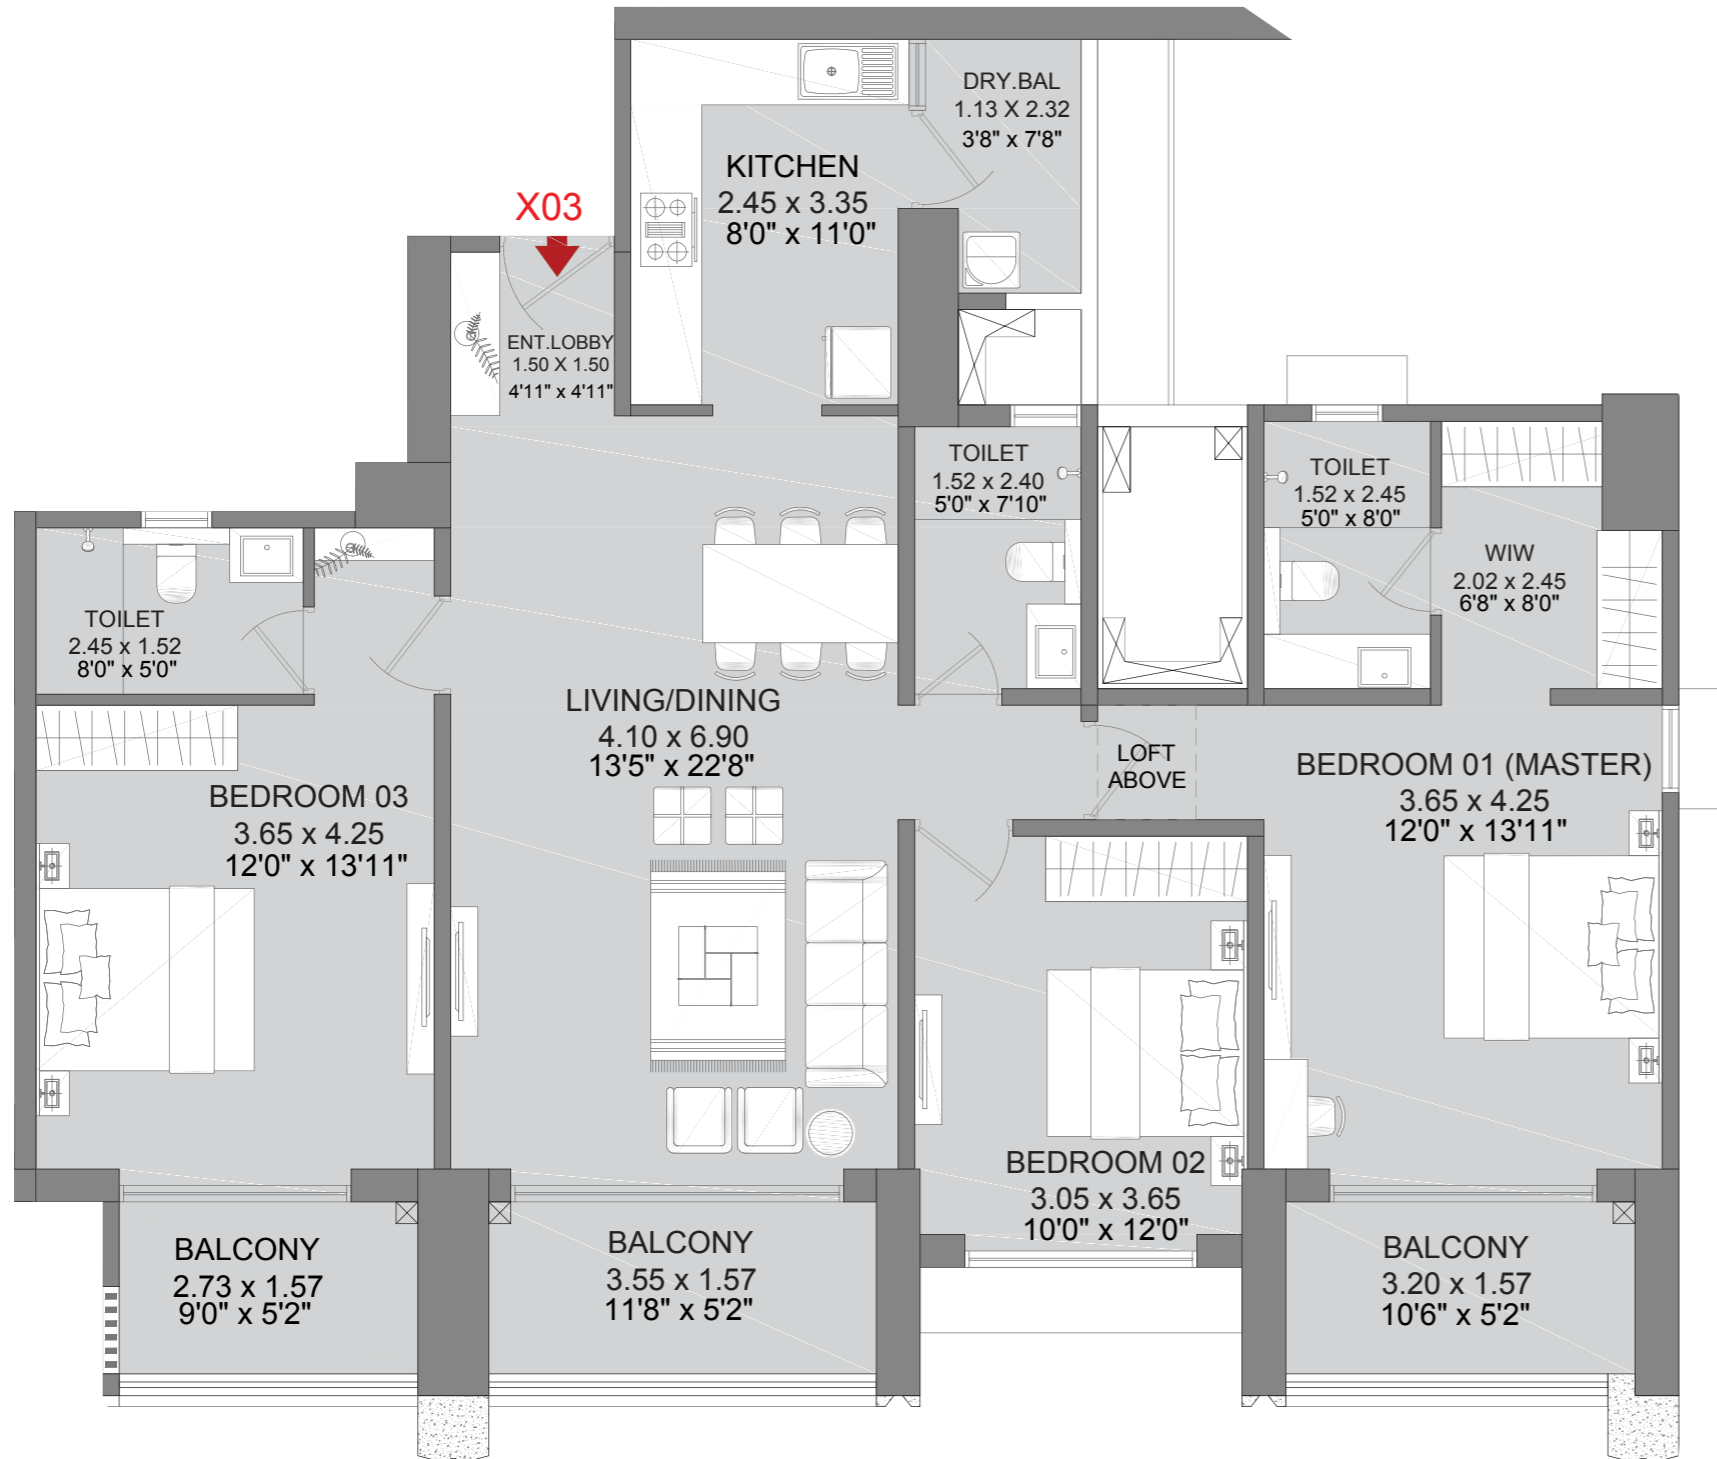 DRY.BAL
1.13 X 2.32
3'8" x 7'8"
KITCHEN
2.45 x 3.35
8'0" x 11'0"
X03
ENT.LOBBY
1.50 X 1.50
4'11" x 4'11"
TOILET
1.52 x 2.40
5'0" x 7'10"
TOILET
1.52 x 2.45
5'0" x 8'0"
WIW
2.02 x 2.45
6'8" x 8'0"
TOILET
2.45 x 1.52
8'0" x 5'0"
LIVING/DINING
4.10 x 6.90
13'5" x 22'8"
LOFT
ABOVE
BEDROOM 01 (MASTER)
3.65 x 4.25
12'0" x 13'11"
BEDROOM 03
3.65 x 4.25
12'0" x 13'11"
BEDROOM 02
3.05 x 3.65
10'0" x 12'0"
BALCONY
2.73 x 1.57
9'0" x 5'2"
BALCONY
3.55 x 1.57
11'8" x 5'2"
BALCONY
3.20 x 1.57
10'6" x 5'2"